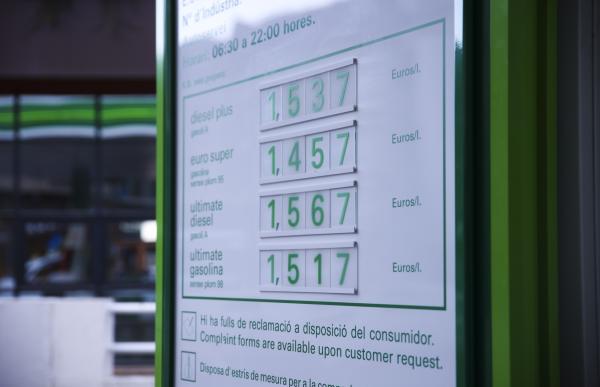 Nº d'Indústria:
Autoservei
Horari: 06:30 a 22:00 hores.
diesel plus
gasoil A
1,537
Euros/l.
euro super
gasolina
sense plom 95
1,457
Euros/l.
ultimate
diesel
gasoil A
1,567
Euros/l.
ultimate
gasolina
sense plom 98
1,517
Euros/l.
Hi ha fulls de reclamació a disposició del consumidor.
Complaint forms are available upon customer request.
Disposa d'estris de mesura per a la